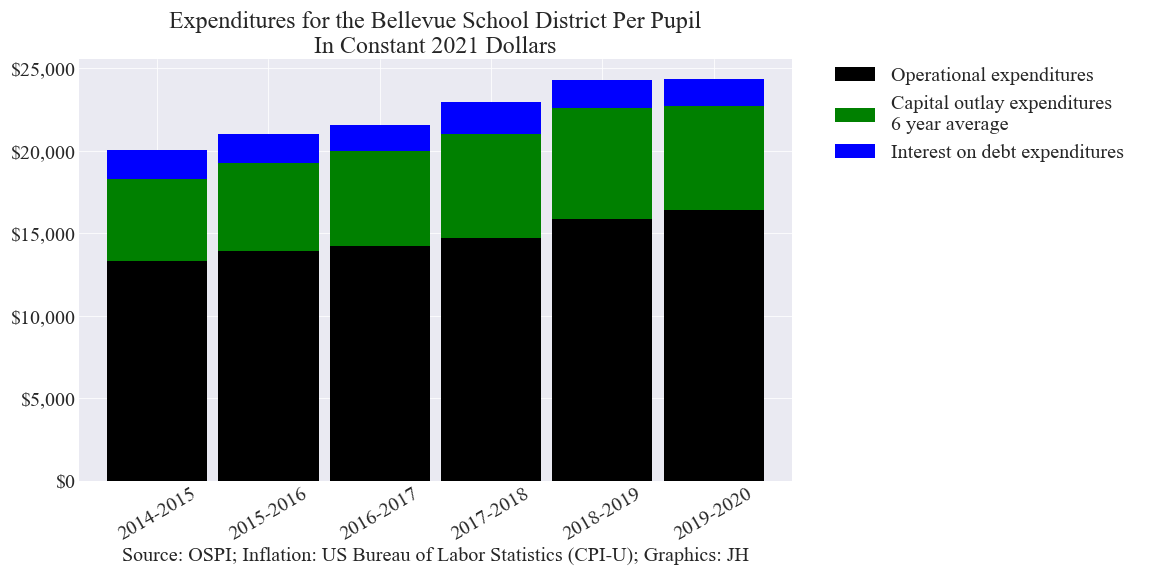 Expenditures for the Bellevue School District Per Pupil
In Constant 2021 Dollars
$25,000
$20,000
$15,000
$10,000
$5,000
$0
2014-2015
2015-2016
2016-2017
2017-2018
2018-2019
2019-2020
Source: OSPI; Inflation: US Bureau of Labor Statistics (CPI-U); Graphics: JH
Operational expenditures
Capital outlay expenditures
6 year average
Interest on debt expenditures